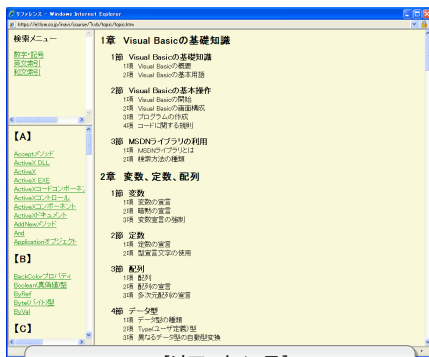 リファレンス - Windows Internet Explorer
検索メニュー
数字・記号
英文索引
和文索引
【A】
Acceptメソッド
ActiveX DLL
ActiveX
ActiveX EXE
ActiveXコードコンポーネ
ActiveXコントロール
ActiveXコンポーネント
ActiveXドキュメント
AddNewメソッド
And
Applicationオブジェクト
【B】
BackColorプロパティ
Boolean(真偽値)型
ByRef
Byte(バイト)型
ByVal
【C】
1章 Visual Basicの基礎知識
1節 Visual Basicの基礎知識
1項 Visual Basicの概要
2項 Visual Basicの基本用語
2節 Visual Basicの基本操作
1項 Visual Basicの開始
2項 Visual Basicの画面構成
3項 プログラムの作成
4項 コードに関する規則
3節 MSDNライブラリの利用
1項 MSDNライブラリとは
2項 検索方法の種類
2章 変数、定数、配列
1節 変数
1項 変数の宣言
2項 暗黙の宣言
3項 変数宣言の強制
2節 定数
1項 定数の宣言
2項 型宣言文字の使用
3節 配列
1項 配列
2項 配列の宣言
3項 多次元配列の宣言
4節 データ型
1項 データ型の種類
2項 Type(ユーザ定義)型
3項 異なるデータ型の自動型変換